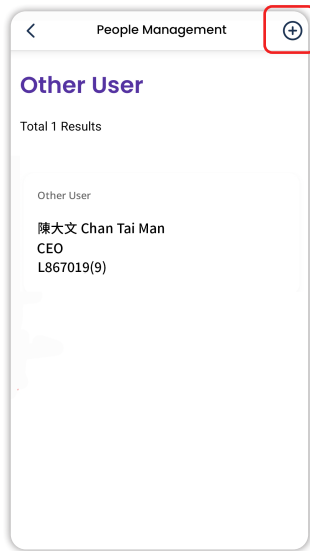 People Management
Other User
Total 1 Results
Other User
陳大文 Chan Tai Man
CEO
L867019(9)